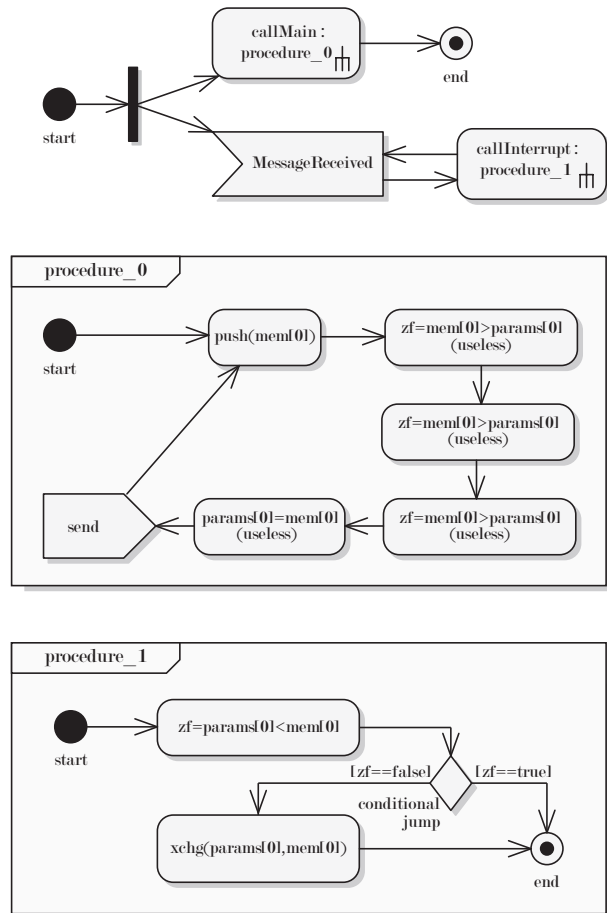 callMain:
procedure_0
end
start
MessageReceived
callInterrupt:
procedure_1
procedure_0
start
push(mem[0])
zf=mem[0]>params[0]
(useless)
zf=mem[0]>params[0]
(useless)
send
params[0]=mem[0]
(useless)
zf=mem[0]>params[0]
(useless)
procedure_1
start
zf=params[0]<mem[0]
[zf==false]
[zf==true]
conditional
jump
xchg(params[0],mem[0])
end